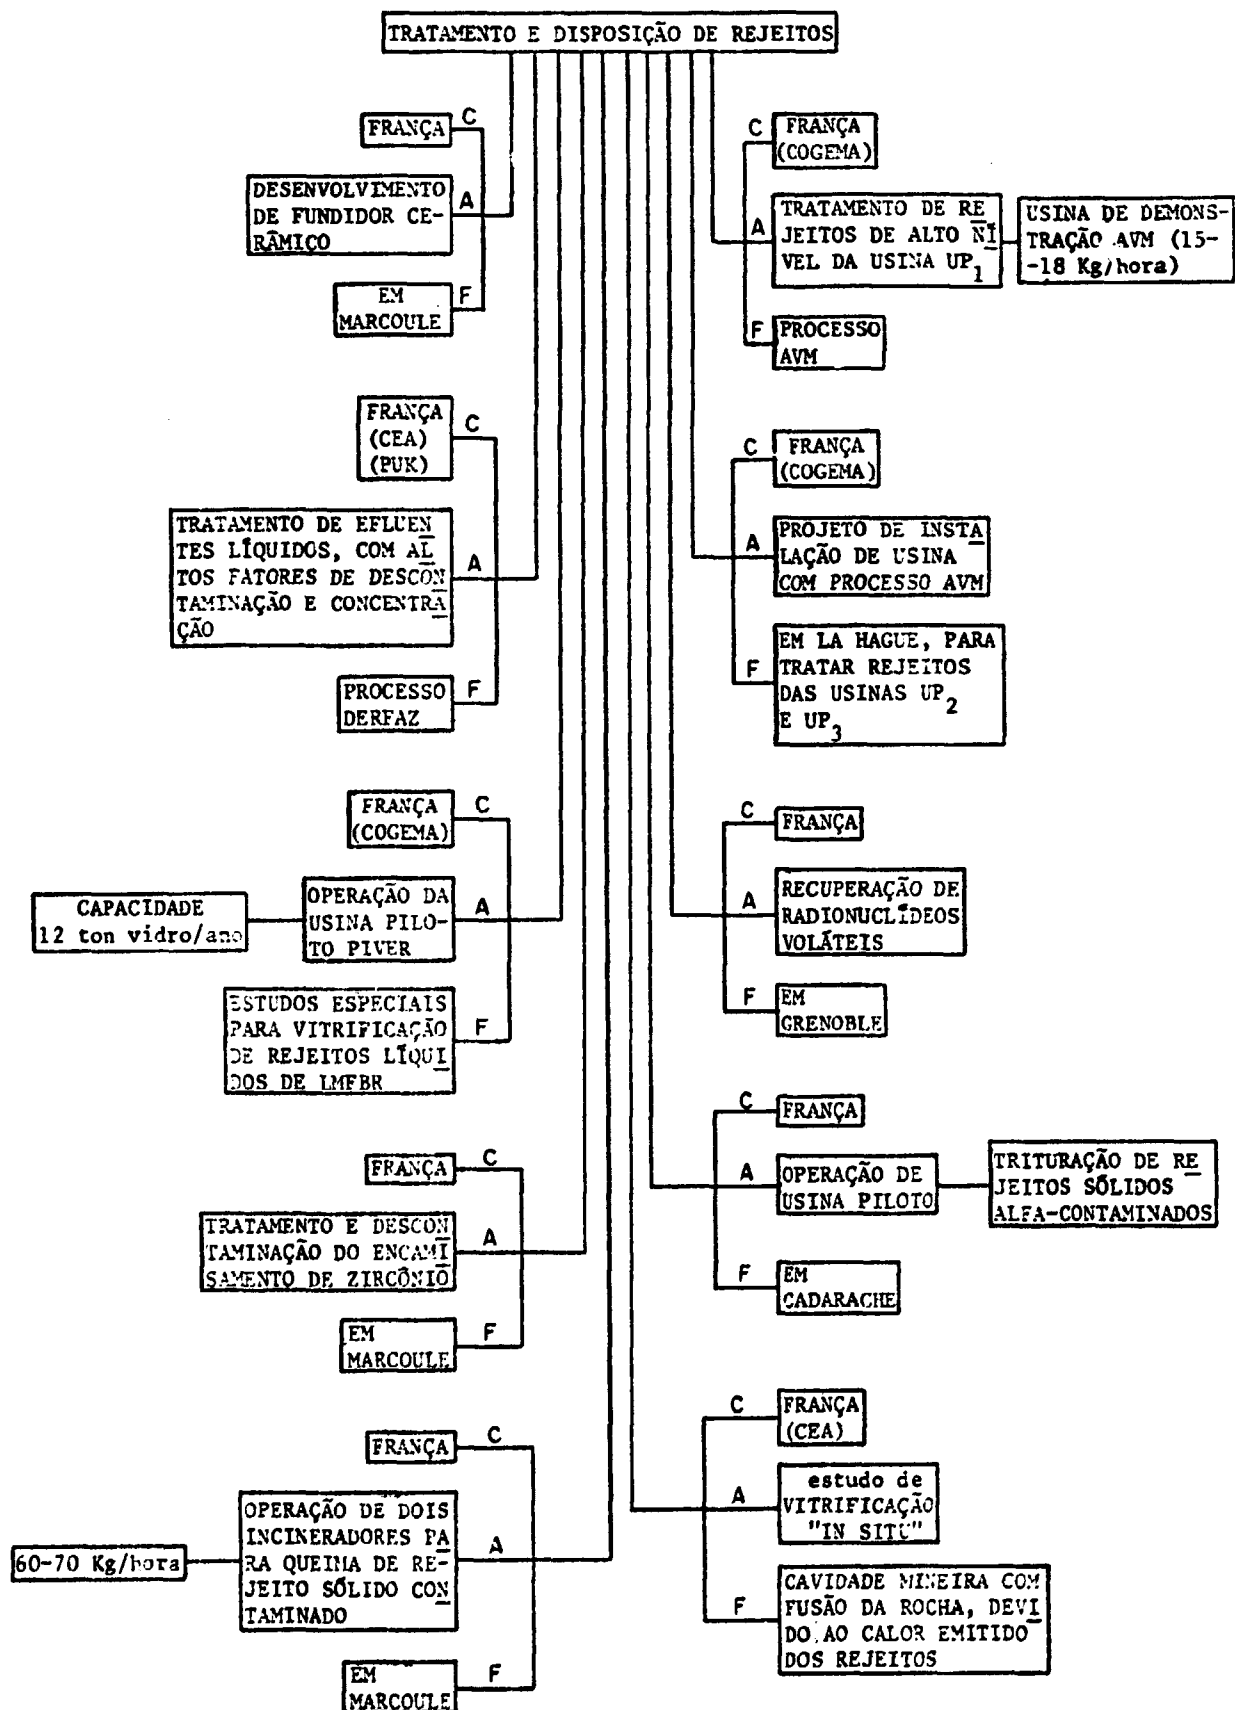 TRATAMENTO E DISPOSIÇÃO DE REJEITOS
C
FRANÇA
A
DESENVOLVIMENTO
DE FUNDIDOR CE-
RÂMIÇO
F
EM
MARCOULE
C
FRANÇA
(CEA)
(PUK)
A
TRATAMENTO DE EFLUEN
TES LÍQUIDOS, COM AL
TOS FATORES DE DESCON
TAMINAÇÃO E CONCENTRA
ÇÃO
F
PROCESSO
DERFAZ
C
FRANÇA
(COGEMA)
A
OPERAÇÃO DA
USINA PILO-
TO PIVER
CAPACIDADE
12 ton vidro/ano
F
ESTUDOS ESPECIAIS
PARA VITRIFICAÇÃO
DE REJEITOS LÍQUI
DOS DE LMFBR
C
FRANÇA
A
TRATAMENTO E DESCON
TAMINAÇÃO DO ENCAMI
SAMENTO DE ZIRCÔNIO
F
EM
MARCOULE
C
FRANÇA
A
OPERAÇÃO DE DOIS
INCINERADORES PA
RA QUEIMA DE RE-
JEITO SÓLIDO CON
TAMINADO
60-70 Kg/hora
F
EM
MARCOULE
C
FRANÇA
(COGEMA)
A
TRATAMENTO DE RE
JEITOS DE ALTO NÍ
VEL DA USINA UP1
USINA DE DEMONS-
TRAÇÃO AVM (15-
-18 Kg/hora)
F
PROCESSO
AVM
C
FRANÇA
(COGEMA)
A
PROJETO DE INSTA
LAÇÃO DE USINA
COM PROCESSO AVM
F
EM LA HAGUE, PARA
TRATAR REJEITOS
DAS USINAS UP2
E UP3
C
FRANÇA
A
RECUPERAÇÃO DE
RADIONUCLÍDEOS
VOLÁTEIS
F
EM
GRENOBLE
C
FRANÇA
A
OPERAÇÃO DE
USINA PILOTO
TRITURAÇÃO DE RE
JEITOS SÓLIDOS
ALFA-CONTAMINADOS
F
EM
CADARACHE
C
FRANÇA
(CEA)
A
estudo de
VITRIFICAÇÃO
"IN SITU"
F
CAVIDADE MINEIRA COM
FUSÃO DA ROCHA, DEVI
DO AO CALOR EMITIDO
DOS REJEITOS